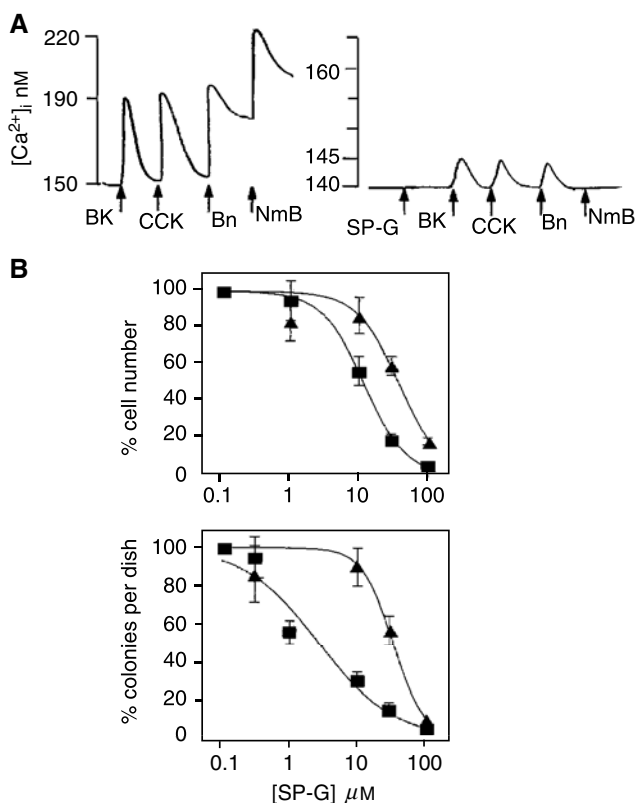 A
[Ca²⁺]ᵢ nM
220
190
150
BK
CCK
Bn
NmB
160
145
140
SP-G
BK
CCK
Bn
NmB
B
% cell number
100
80
60
40
20
0
0.1 1 10 100
% colonies per dish
100
80
60
40
20
0
0.1 1 10 100
[SP-G] μM